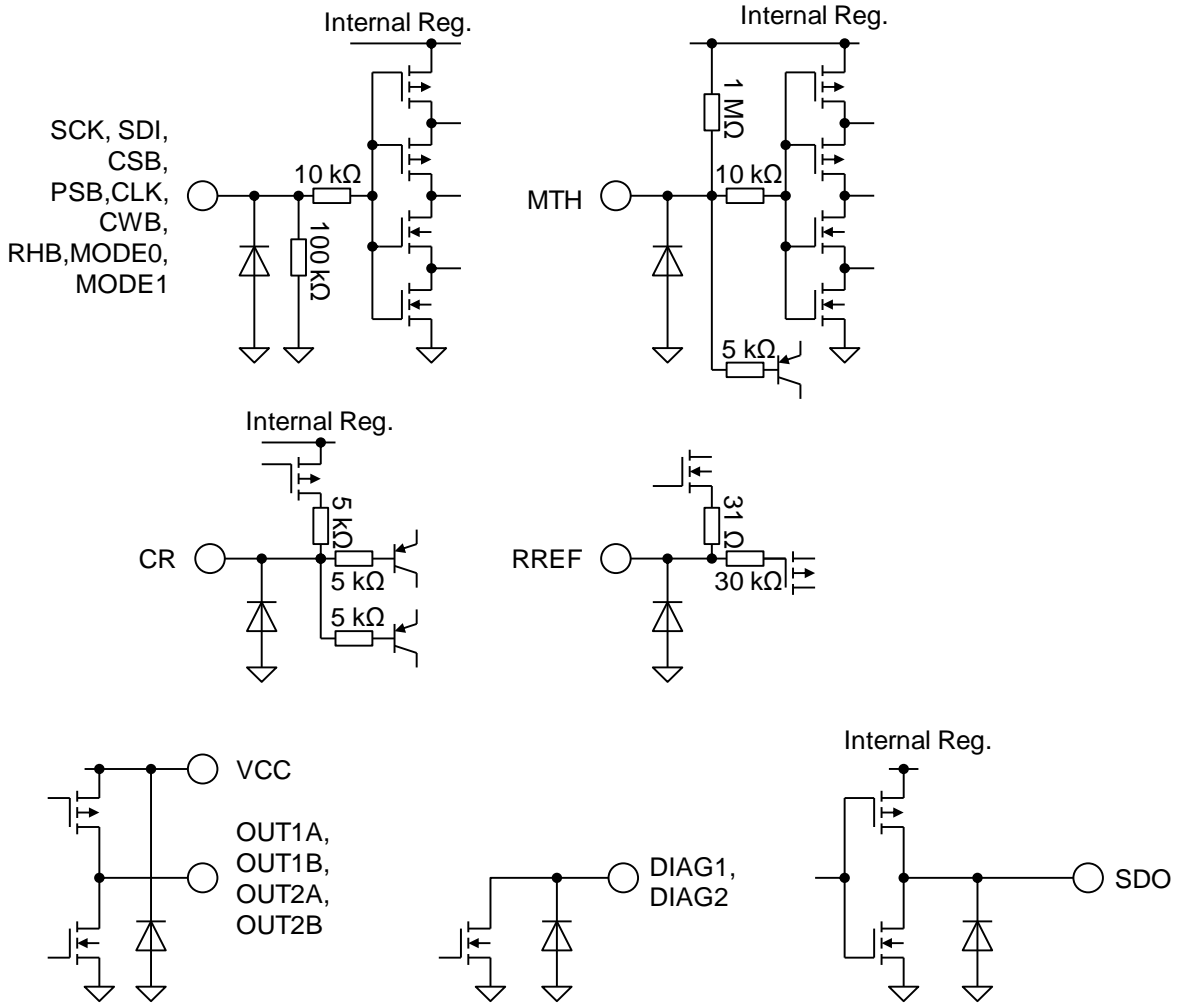 Internal Reg.
Internal Reg.
SCK, SDI,
CSB,
PSB,CLK,
CWB,
RHB,MODE0,
MODE1
10 kΩ
100 kΩ
MTH
1 MΩ
10 kΩ
5 kΩ
Internal Reg.
CR
5 kΩ
5 kΩ
5 kΩ
RREF
31 Ω
30 kΩ
VCC
OUT1A,
OUT1B,
OUT2A,
OUT2B
DIAG1,
DIAG2
Internal Reg.
SDO